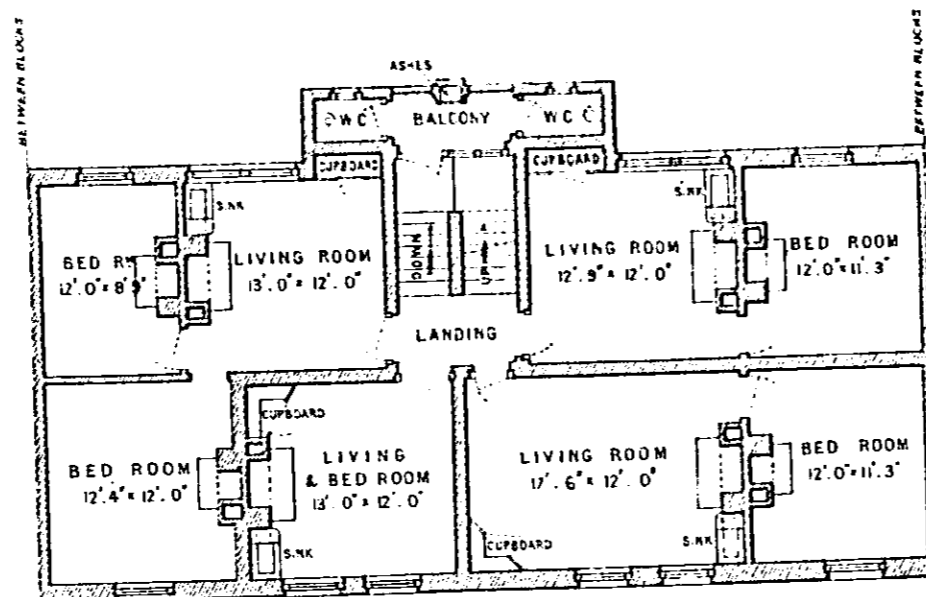 BETWEEN BLOCKS
BETWEEN BLOCKS
ASHES
W C
BALCONY
W C
CUPBOARD
CUPBOARD
SINK
SINK
BED RM
12'.0" × 8'.9"
LIVING ROOM
13'.0" × 12'.0"
DOWN
UP
LIVING ROOM
12'.9" × 12'.0"
BED ROOM
12'.0" × 11'.3"
LANDING
CUPBOARD
BED ROOM
12'.4" × 12'.0"
LIVING
& BED ROOM
13'.0" × 12'.0"
LIVING ROOM
17'.6" × 12'.0"
BED ROOM
12'.0" × 11'.3"
SINK
CUPBOARD
SINK